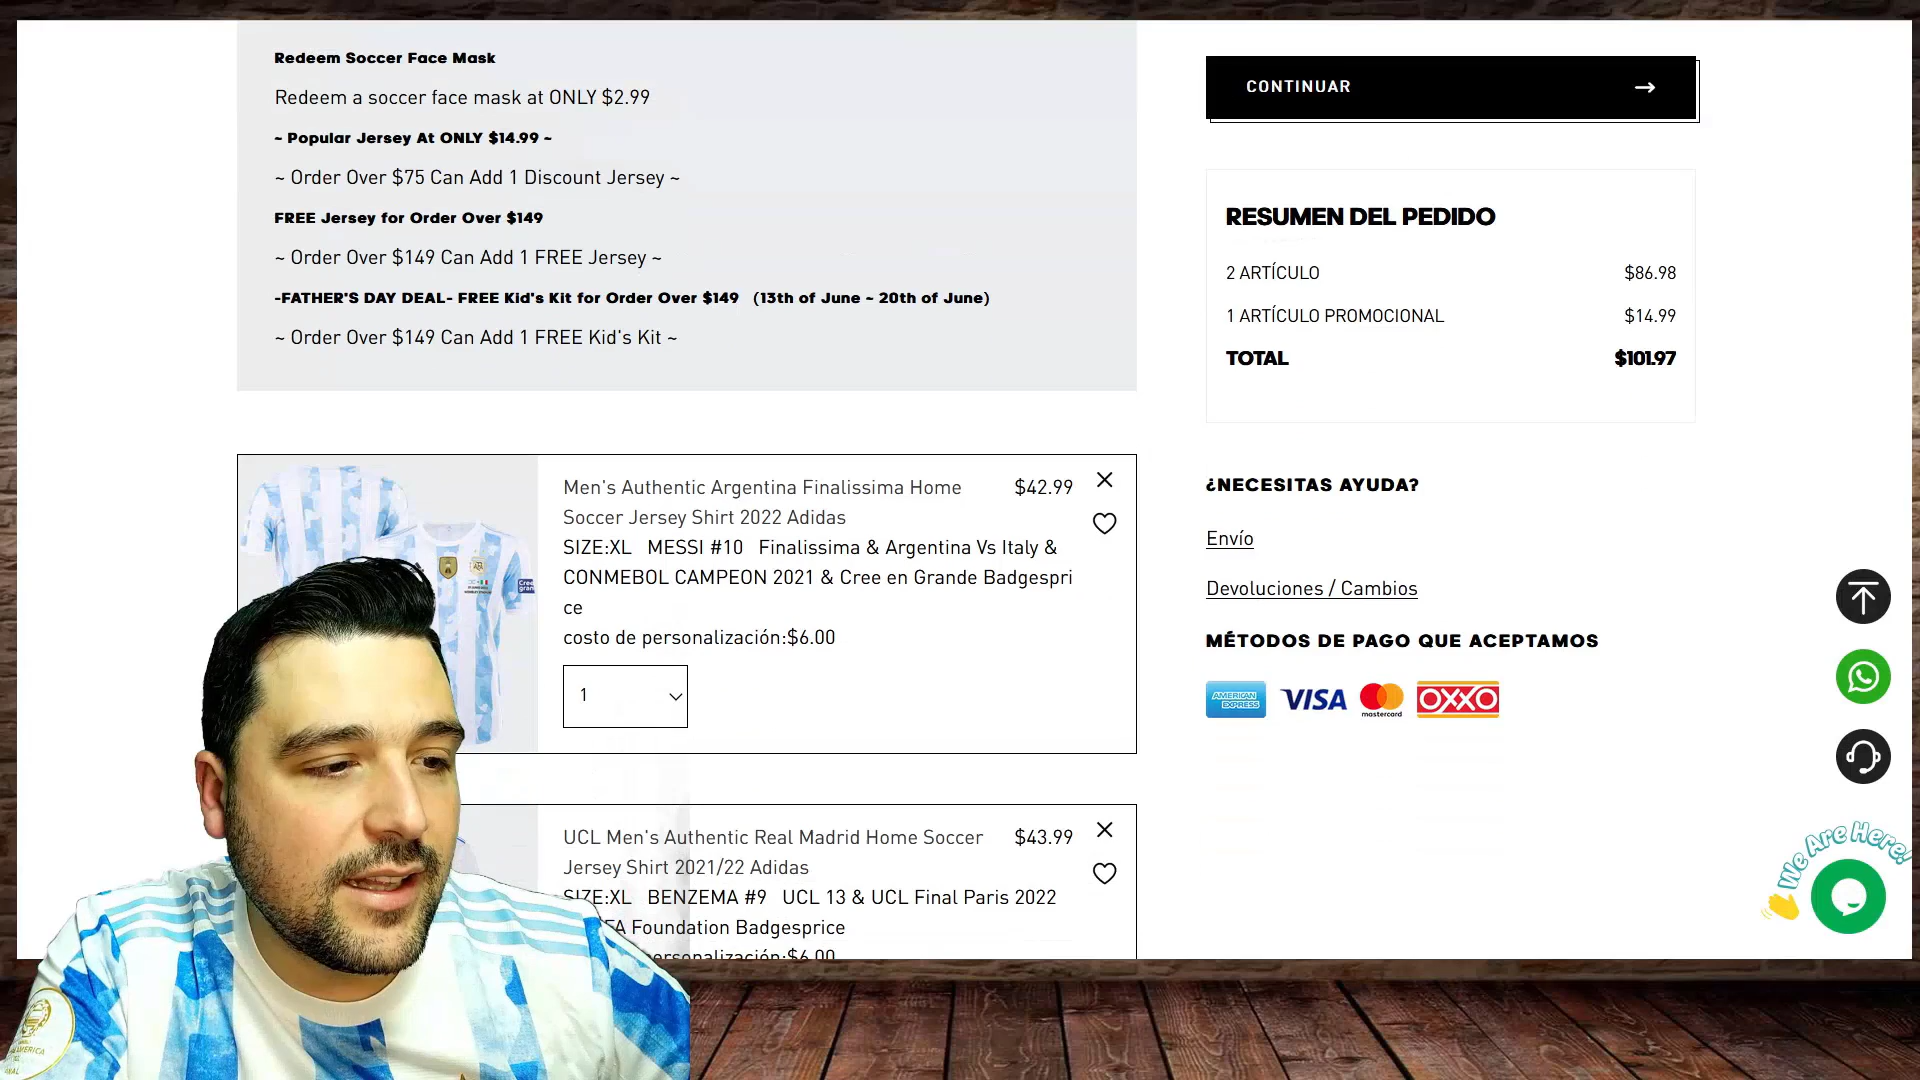 Redeem Soccer Face Mask
Redeem a soccer face mask at ONLY $2.99
~ Popular Jersey At ONLY $14.99 ~
~ Order Over $75 Can Add 1 Discount Jersey ~
FREE Jersey for Order Over $149
~ Order Over $149 Can Add 1 FREE Jersey ~
-FATHER'S DAY DEAL- FREE Kid's Kit for Order Over $149 (13th of June ~ 20th of June)
~ Order Over $149 Can Add 1 FREE Kid's Kit ~
Men's Authentic Argentina Finalissima Home
Soccer Jersey Shirt 2022 Adidas
$42.99
SIZE:XL MESSI #10 Finalissima & Argentina Vs Italy &
CONMEBOL CAMPEON 2021 & Cree en Grande Badgespri
ce
costo de personalización:$6.00
1
UCL Men's Authentic Real Madrid Home Soccer
Jersey Shirt 2021/22 Adidas
$43.99
SIZE:XL BENZEMA #9 UCL 13 & UCL Final Paris 2022
Foundation Badgesprice
$6.00
CONTINUAR
RESUMEN DEL PEDIDO
2 ARTÍCULO $86.98
1 ARTÍCULO PROMOCIONAL $14.99
TOTAL $101.97
¿NECESITAS AYUDA?
Envío
Devoluciones / Cambios
MÉTODOS DE PAGO QUE ACEPTAMOS
AMERICAN EXPRESS VISA mastercard OXXO
We Are Here!